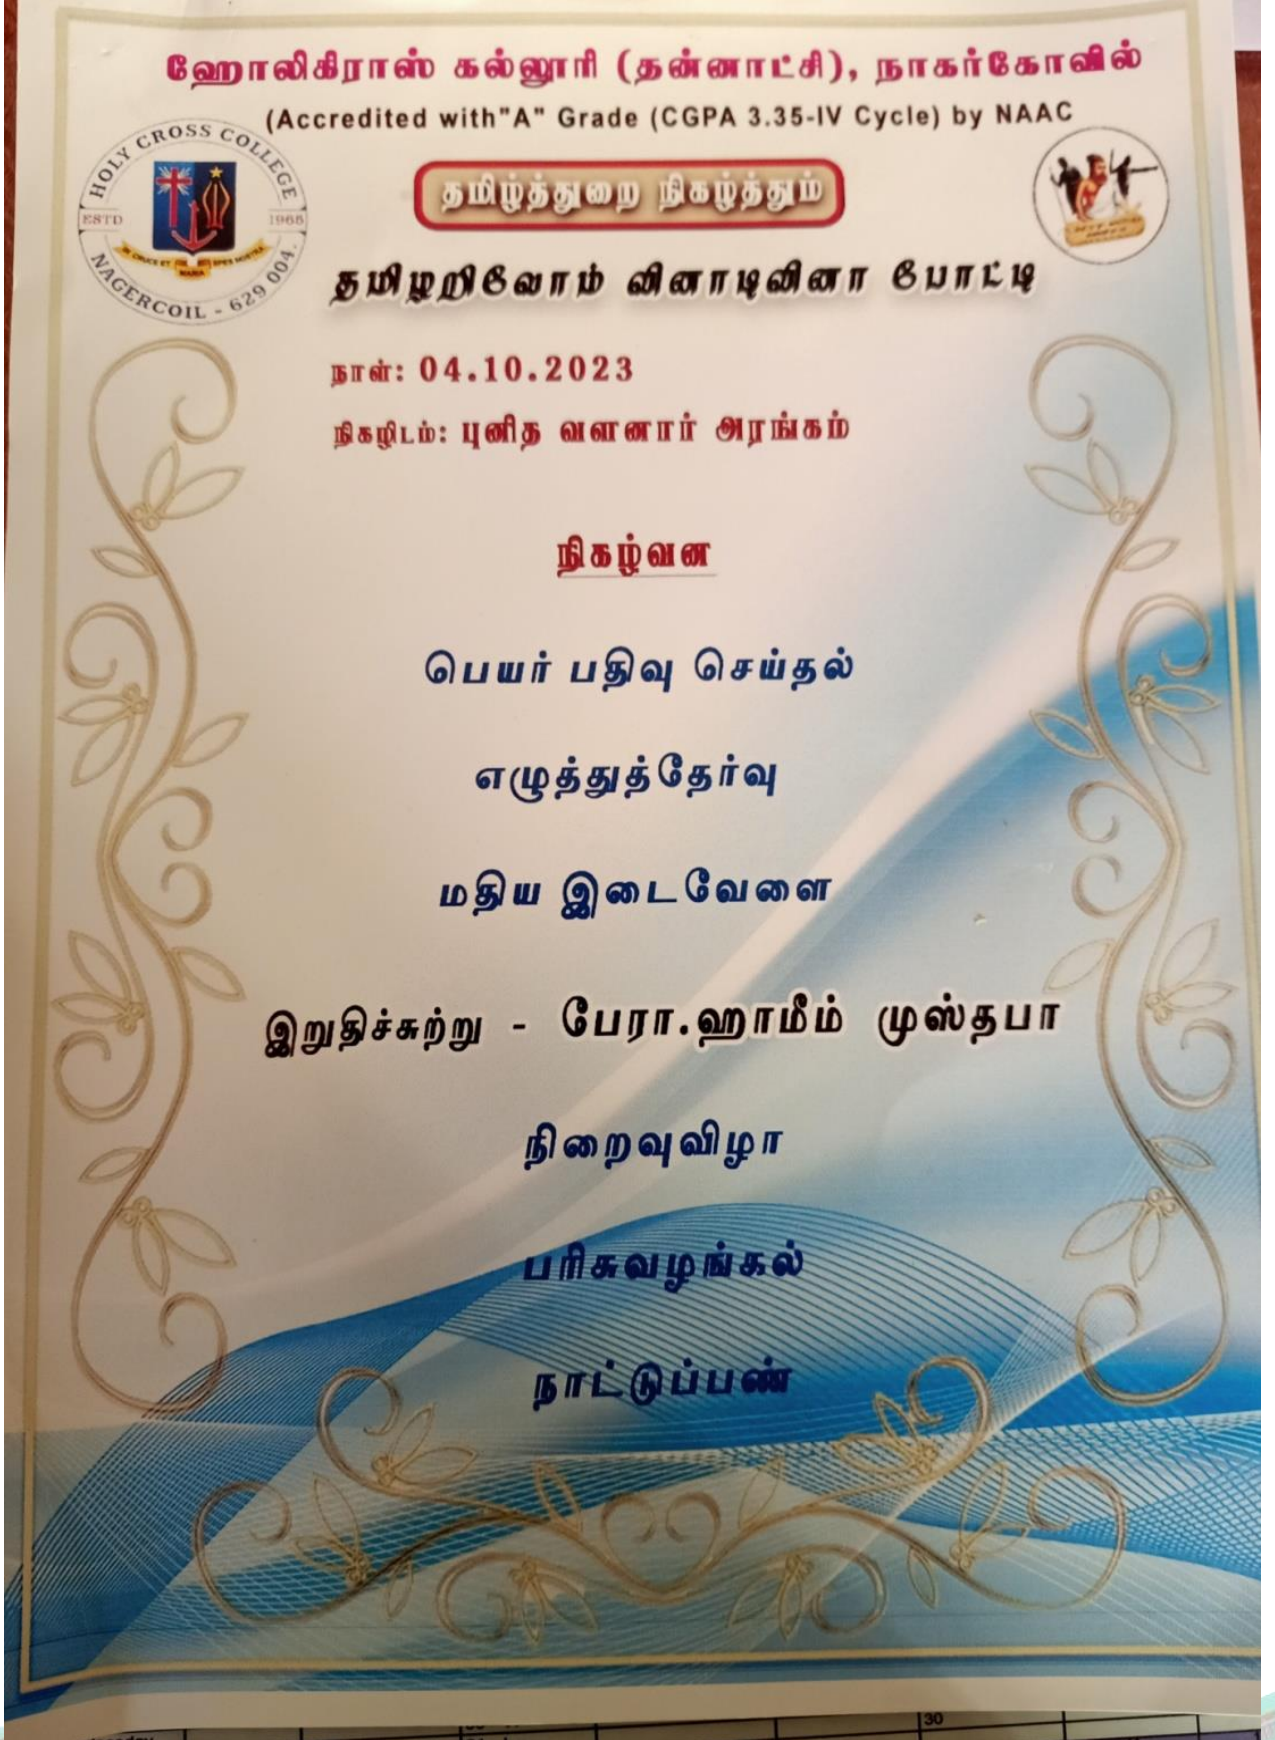 ஹோலிகிராஸ் கல்லூரி (தன்னாட்சி), நாகர்கோவில்
(Accredited with"A" Grade (CGPA 3.35-IV Cycle) by NAAC
HOLY CROSS COLLEGE
ESTD 1965
NAGERCOIL - 629 004.
தமிழ்த்துறை நிகழ்த்தும்
தமிழறிவோம் வினாடிவினா போட்டி
நாள்: 04.10.2023
நிகழிடம்: புனித வளனார் அரங்கம்
நிகழ்வன
பெயர் பதிவு செய்தல்
எழுத்துத்தேர்வு
மதிய இடைவேளை
இறுதிச்சுற்று - பேரா.ஹாமீம் முஸ்தபா
நிறைவுவிழா
பரிசுவழங்கல்
நாட்டுப்பண்
30